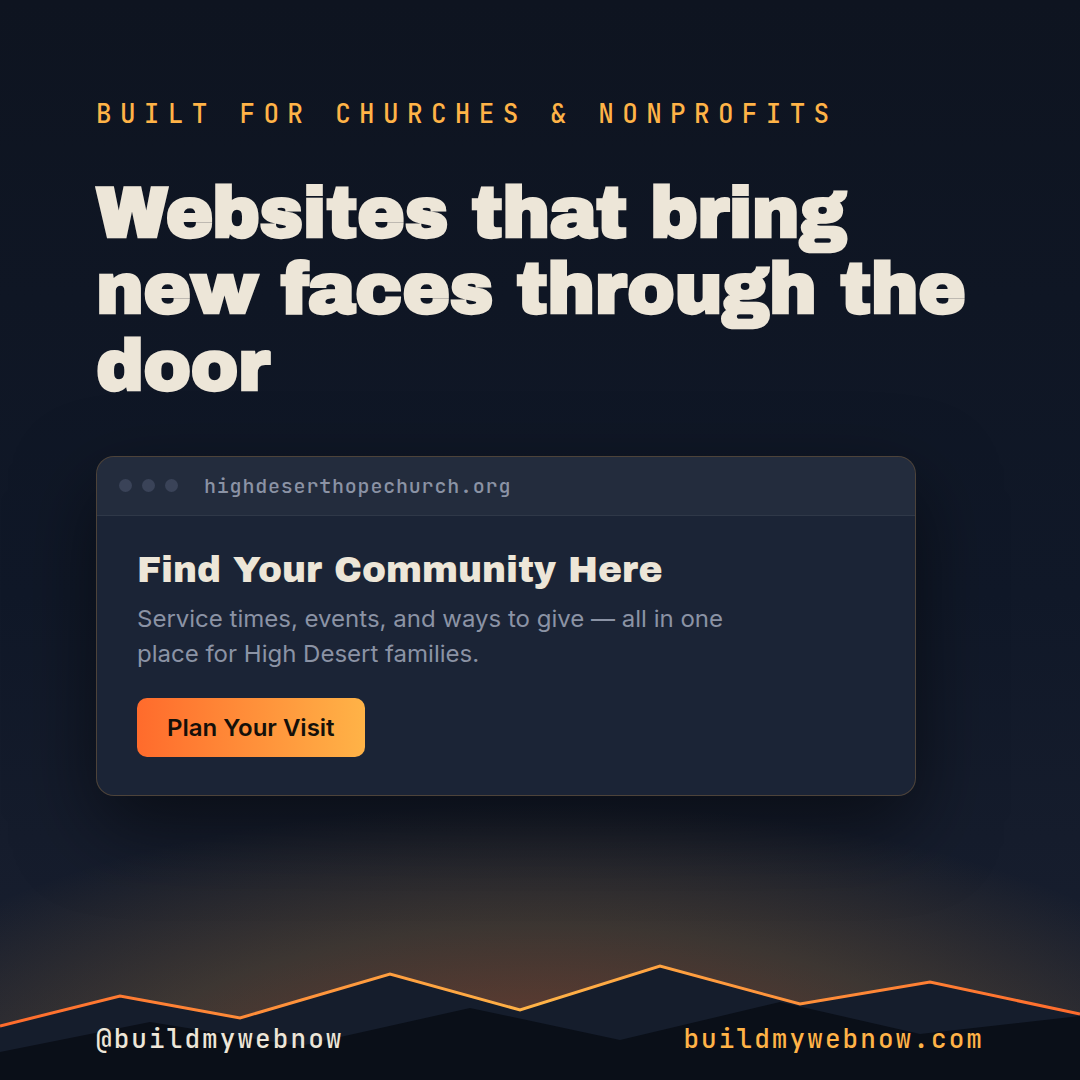 BUILT FOR CHURCHES & NONPROFITS
Websites that bring
new faces through the
door
highdeserthopechurch.org
Find Your Community Here
Service times, events, and ways to give — all in one
place for High Desert families.
Plan Your Visit
@buildmywebnow
buildmywebnow.com